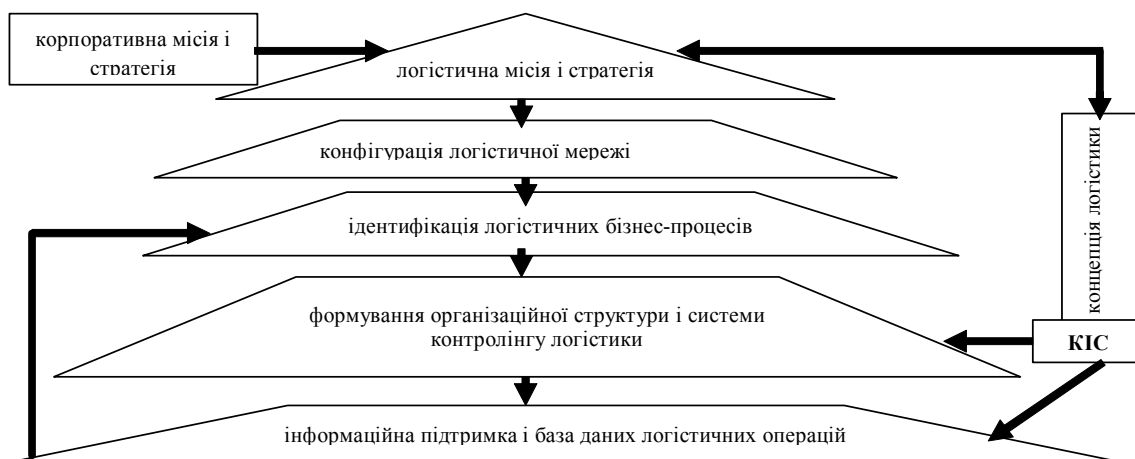 корпоративна місія і
стратегія
логістична місія і стратегія
конфігурація логістичної мережі
ідентифікація логістичних бізнес-процесів
концепція логістики
формування організаційної структури і системи
контролінгу логістики
КІС
інформаційна підтримка і база даних логістичних операцій